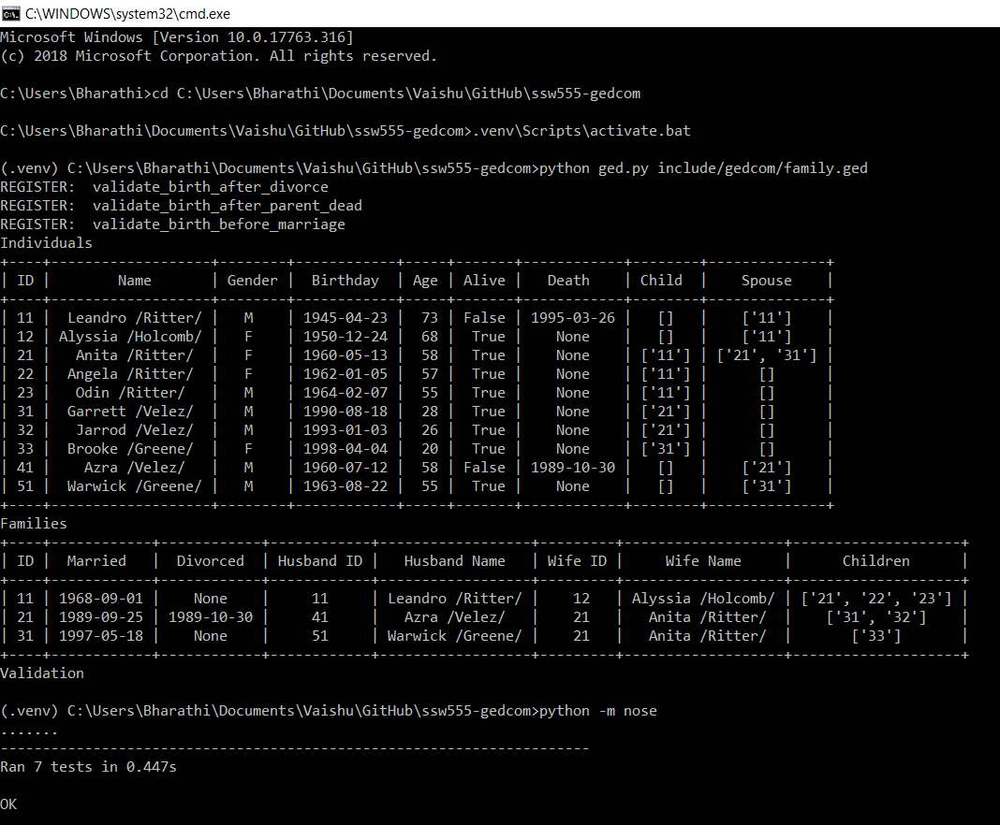 C:\WINDOWS\system32\cmd.exe
Microsoft Windows [Version 10.0.17763.316]
(c) 2018 Microsoft Corporation. All rights reserved.

C:\Users\Bharathi>cd C:\Users\Bharathi\Documents\Vaishu\GitHub\ssw555-gedcom

C:\Users\Bharathi\Documents\Vaishu\GitHub\ssw555-gedcom>.venv\Scripts\activate.bat

(.venv) C:\Users\Bharathi\Documents\Vaishu\GitHub\ssw555-gedcom>python ged.py include/gedcom/family.ged
REGISTER:  validate_birth_after_divorce
REGISTER:  validate_birth_after_parent_dead
REGISTER:  validate_birth_before_marriage
Individuals
+----+-------------------+--------+------------+-----+-------+------------+--------+--------------+
| ID |        Name       | Gender |  Birthday  | Age | Alive |   Death    | Child  |    Spouse    |
+----+-------------------+--------+------------+-----+-------+------------+--------+--------------+
| 11 |  Leandro /Ritter/ |   M    | 1945-04-23 |  73 | False | 1995-03-26 |   []   |    ['11']    |
| 12 | Alyssia /Holcomb/ |   F    | 1950-12-24 |  68 |  True |    None    |   []   |    ['11']    |
| 21 |   Anita /Ritter/  |   F    | 1960-05-13 |  58 |  True |    None    | ['11'] | ['21', '31'] |
| 22 |  Angela /Ritter/  |   F    | 1962-01-05 |  57 |  True |    None    | ['11'] |      []      |
| 23 |   Odin /Ritter/   |   M    | 1964-02-07 |  55 |  True |    None    | ['11'] |      []      |
| 31 |  Garrett /Velez/  |   M    | 1990-08-18 |  28 |  True |    None    | ['21'] |      []      |
| 32 |   Jarrod /Velez/  |   M    | 1993-01-03 |  26 |  True |    None    | ['21'] |      []      |
| 33 |  Brooke /Greene/  |   F    | 1998-04-04 |  20 |  True |    None    | ['31'] |      []      |
| 41 |    Azra /Velez/   |   M    | 1960-07-12 |  58 | False | 1989-10-30 |   []   |    ['21']    |
| 51 |  Warwick /Greene/ |   M    | 1963-08-22 |  55 |  True |    None    |   []   |    ['31']    |
+----+-------------------+--------+------------+-----+-------+------------+--------+--------------+
Families
+----+------------+------------+------------+------------------+---------+-------------------+--------------------+
| ID |  Married   |  Divorced  | Husband ID |   Husband Name   | Wife ID |     Wife Name     |      Children      |
+----+------------+------------+------------+------------------+---------+-------------------+--------------------+
| 11 | 1968-09-01 |    None    |     11     | Leandro /Ritter/ |    12   | Alyssia /Holcomb/ | ['21', '22', '23'] |
| 21 | 1989-09-25 | 1989-10-30 |     41     |   Azra /Velez/   |    21   |   Anita /Ritter/  |    ['31', '32']    |
| 31 | 1997-05-18 |    None    |     51     | Warwick /Greene/ |    21   |   Anita /Ritter/  |       ['33']       |
+----+------------+------------+------------+------------------+---------+-------------------+--------------------+
Validation

(.venv) C:\Users\Bharathi\Documents\Vaishu\GitHub\ssw555-gedcom>python -m nose
.......
----------------------------------------------------------------------
Ran 7 tests in 0.447s

OK